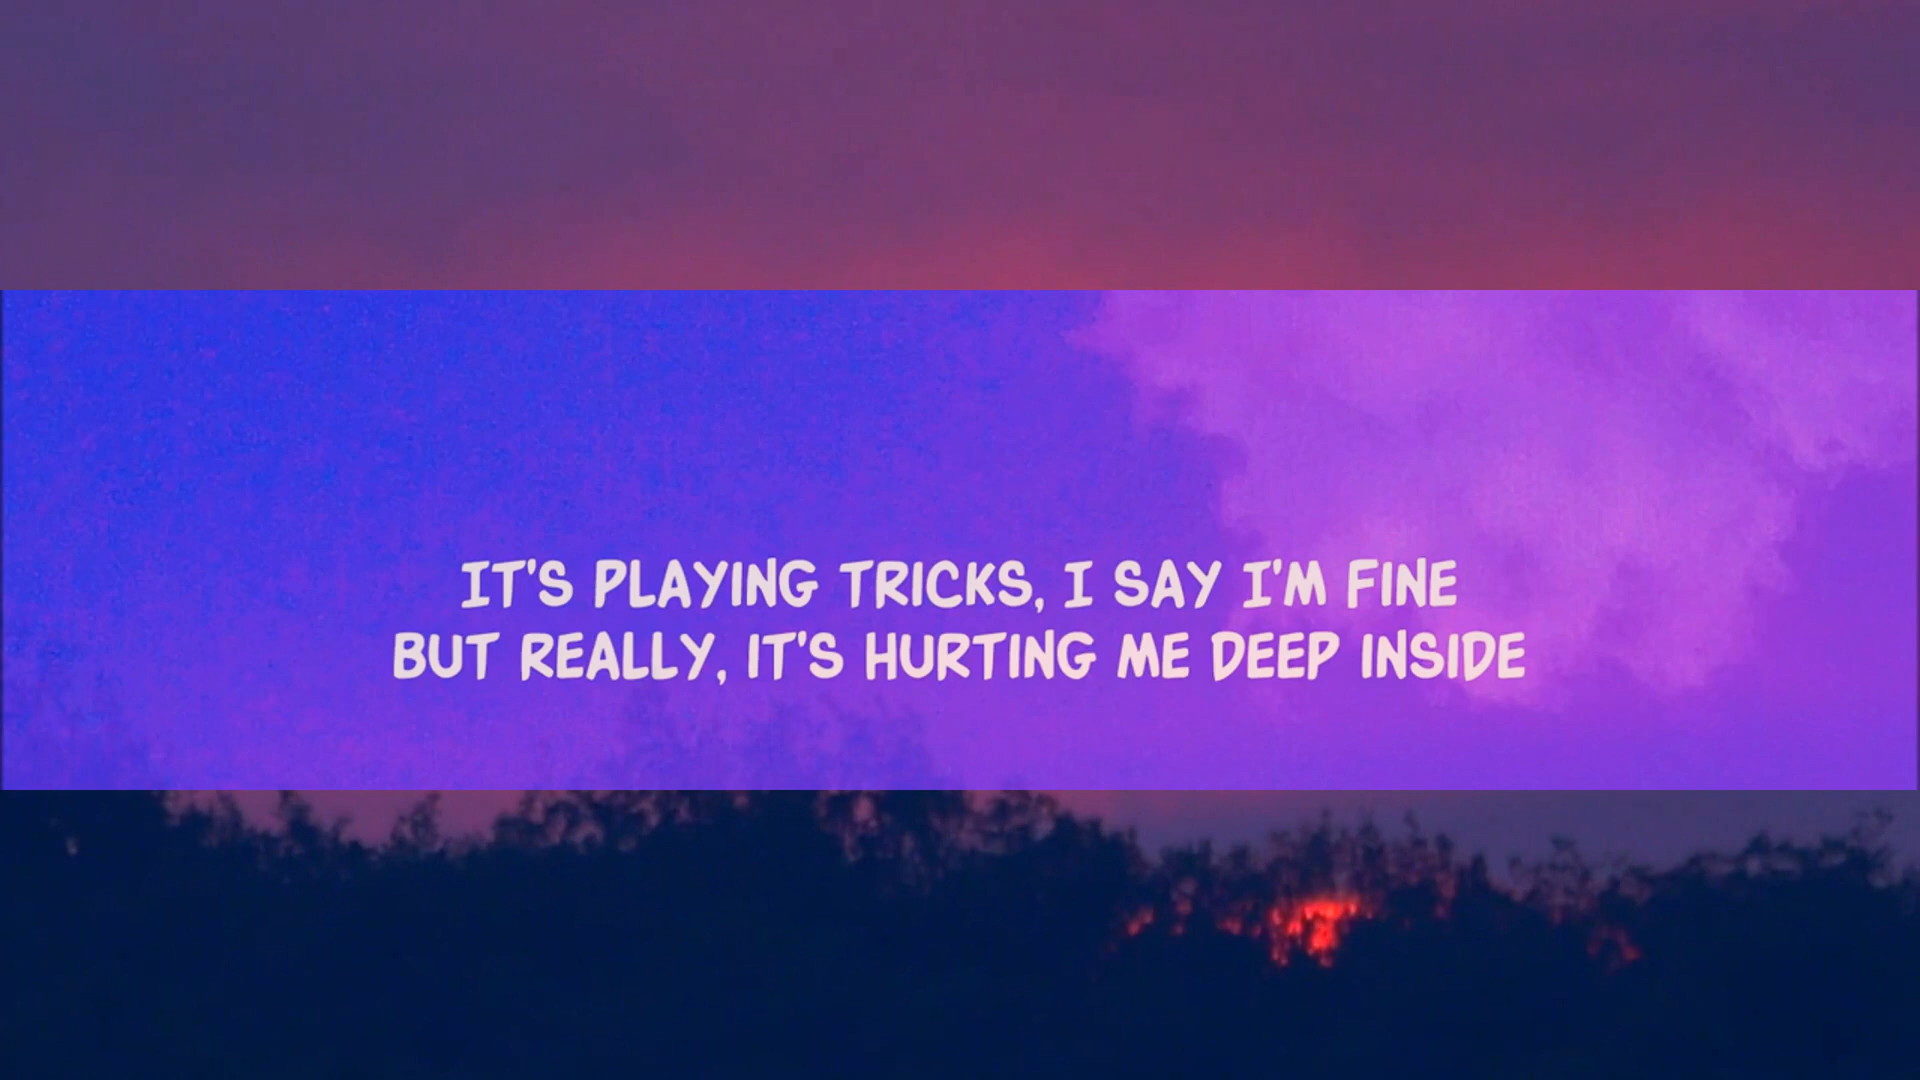 IT'S PLAYING TRICKS, I SAY I'M FINE
BUT REALLY, IT'S HURTING ME DEEP INSIDE